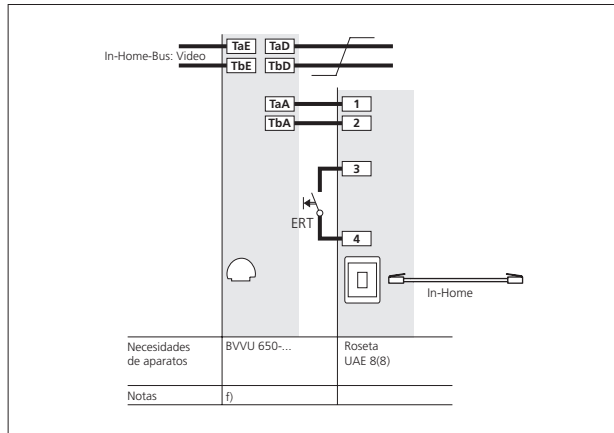 In-Home-Bus: Video
TaE TaD
TbE TbD
TaA 1
TbA 2
3
ERT
4
In-Home
Necesidades de aparatos
BVVU 650-...
Roseta
UAE 8(8)
Notas
f)